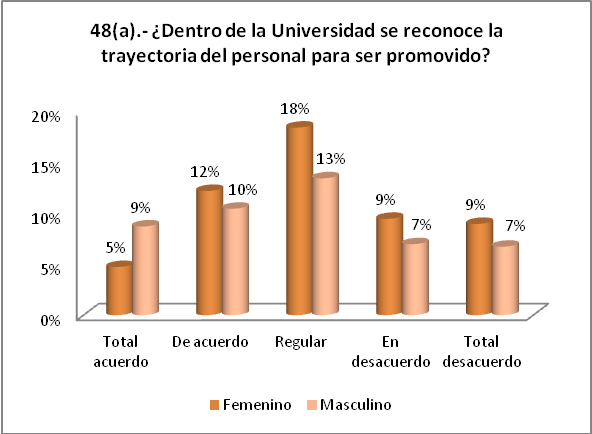 48(a).- ¿Dentro de la Universidad se reconoce la
trayectoria del personal para ser promovido?
20%
15%
10%
5%
0%
5%
9%
12%
10%
18%
13%
9%
7%
9%
7%
Total
acuerdo
De acuerdo
Regular
En
desacuerdo
Total
desacuerdo
Femenino
Masculino